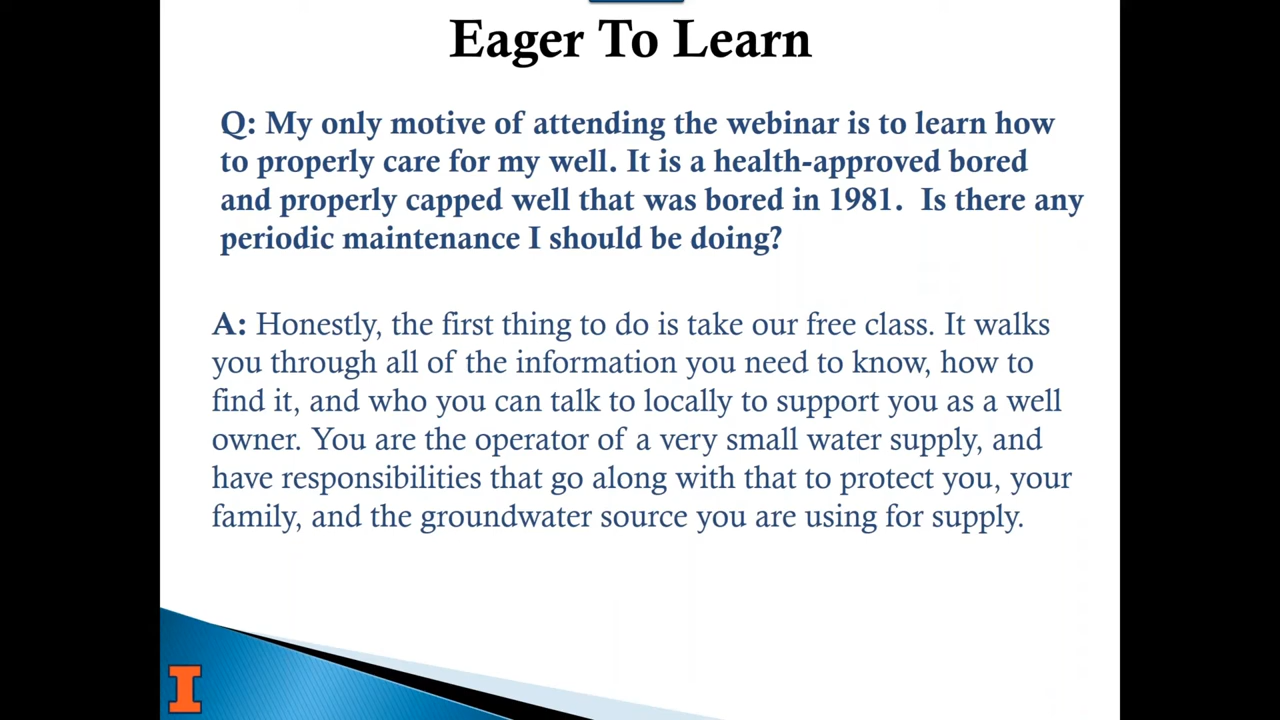 Eager To Learn
Q: My only motive of attending the webinar is to learn how
to properly care for my well. It is a health-approved bored
and properly capped well that was bored in 1981.  Is there any
periodic maintenance I should be doing?
A: Honestly, the first thing to do is take our free class. It walks
you through all of the information you need to know, how to
find it, and who you can talk to locally to support you as a well
owner. You are the operator of a very small water supply, and
have responsibilities that go along with that to protect you, your
family, and the groundwater source you are using for supply.
I